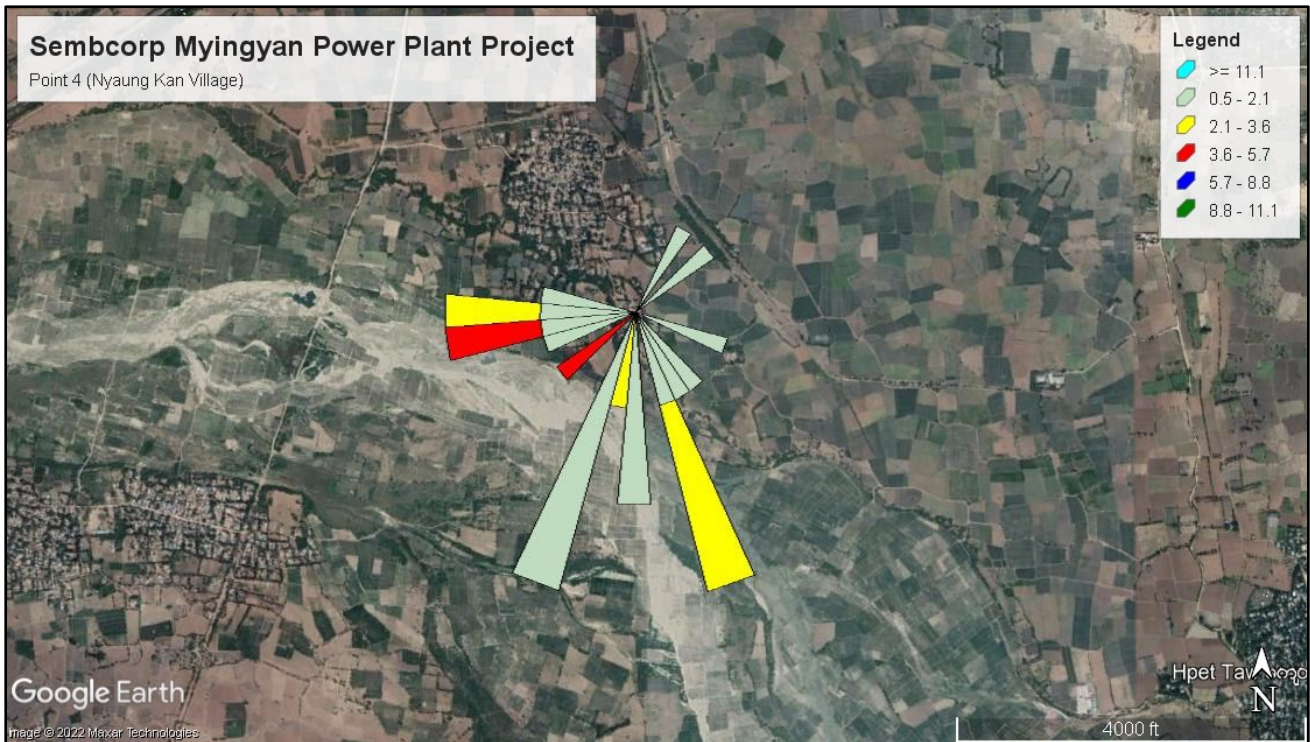 Sembcorp Myingyan Power Plant Project
Point 4 (Nyaung Kan Village)
Legend
>= 11.1
0.5 - 2.1
2.1 - 3.6
3.6 - 5.7
5.7 - 8.8
8.8 - 11.1
Hpet
N
Google Earth
Image © 2022 Maxar Technologies
4000 ft